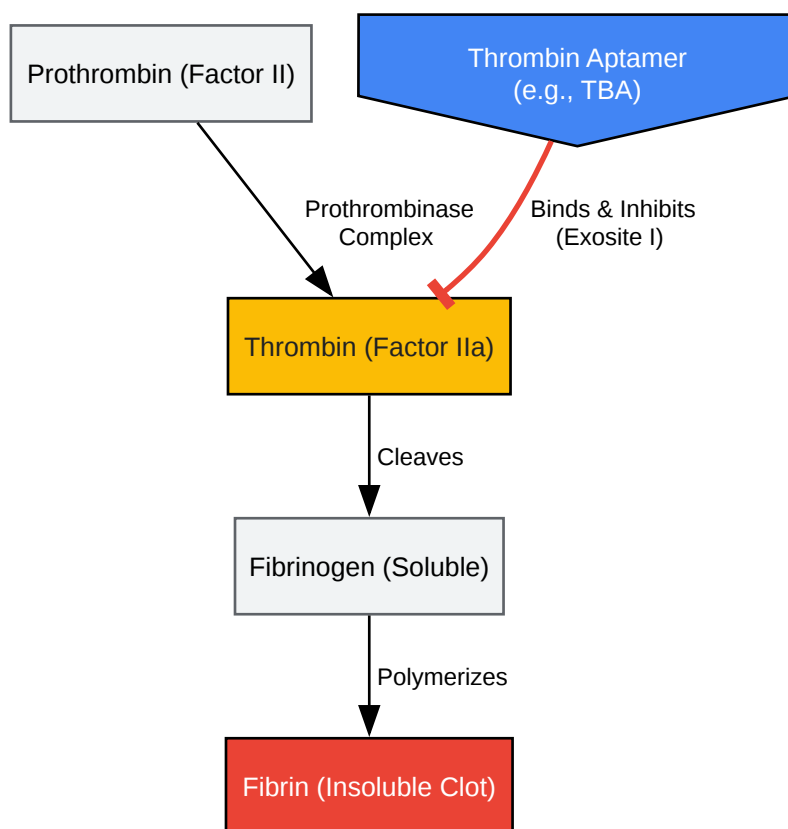 Prothrombin (Factor II)
Thrombin Aptamer
(e.g., TBA)
Prothrombinase
Complex
Binds & Inhibits
(Exosite I)
Thrombin (Factor IIa)
Cleaves
Fibrinogen (Soluble)
Polymerizes
Fibrin (Insoluble Clot)